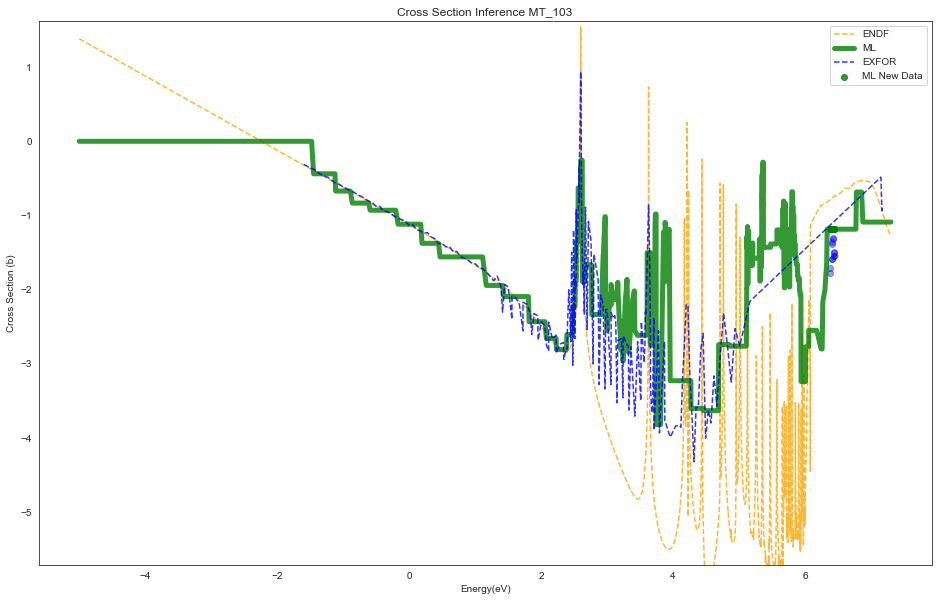 Cross Section Inference MT_103
ENDF
ML
EXFOR
ML New Data
Cross Section (b)
1
0
−1
−2
−3
−4
−5
−4 −2 0 2 4 6
Energy(eV)